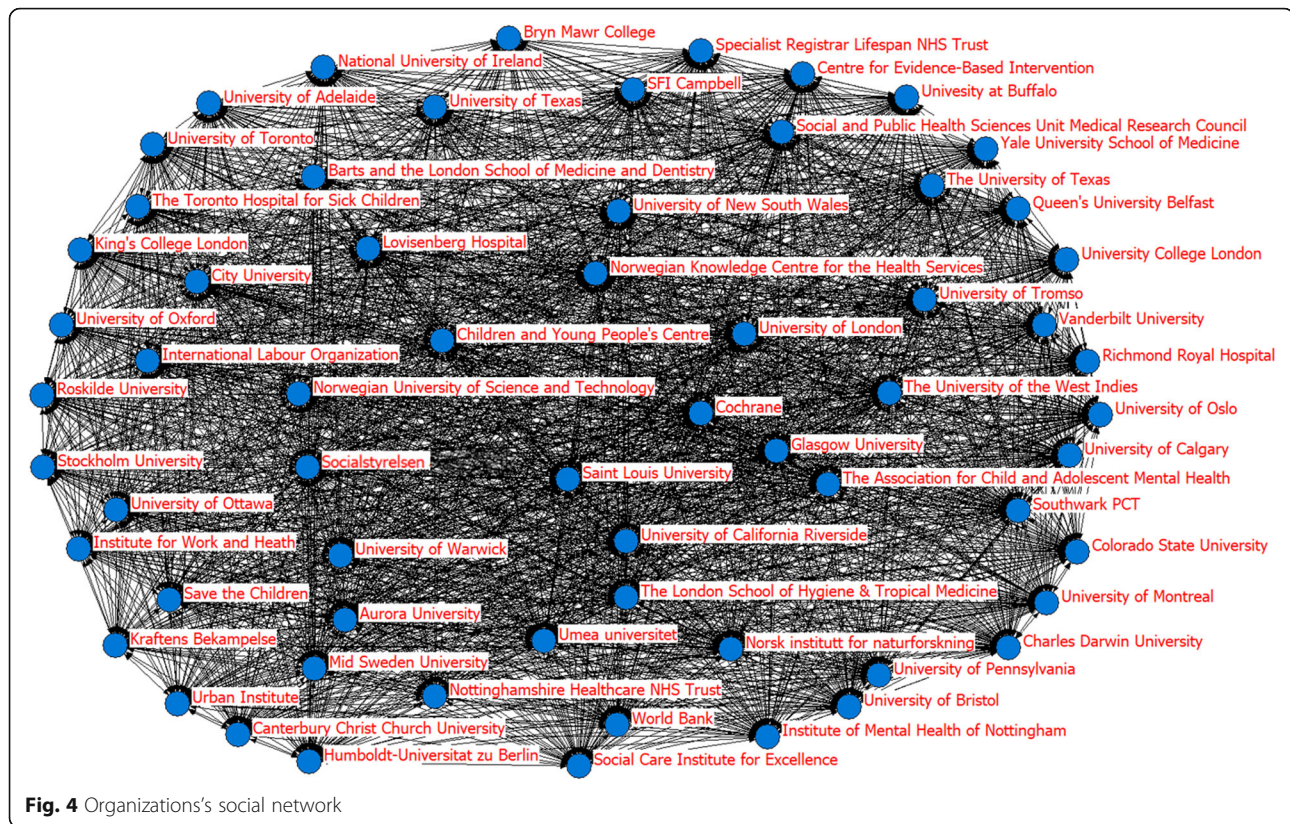 Bryn Mawr College
Specialist Registrar Lifespan NHS Trust
National University of Ireland
Centre for Evidence-Based Intervention
SFI Campbell
Univesity at Buffalo
University of Adelaide
University of Texas
Social and Public Health Sciences Unit Medical Research Council
University of Toronto
Yale University School of Medicine
Barts and the London School of Medicine and Dentistry
The University of Texas
The Toronto Hospital for Sick Children
University of New South Wales
Queen's University Belfast
King's College London
Lovisenberg Hospital
University College London
City University
Norwegian Knowledge Centre for the Health Services
University of Tromso
University of Oxford
Children and Young People's Centre
University of London
Vanderbilt University
International Labour Organization
Richmond Royal Hospital
Roskilde University
Norwegian University of Science and Technology
The University of the West Indies
Cochrane
University of Oslo
Glasgow University
University of Calgary
Stockholm University
Socialstyrelsen
Saint Louis University
The Association for Child and Adolescent Mental Health
University of Ottawa
Southwark PCT
Institute for Work and Heath
University of Warwick
University of California Riverside
Colorado State University
Save the Children
The London School of Hygiene & Tropical Medicine
University of Montreal
Aurora University
Kraftens Bekampelse
Umea universitet
Norsk institutt for naturforskning
Charles Darwin University
Mid Sweden University
University of Pennsylvania
Urban Institute
Nottinghamshire Healthcare NHS Trust
University of Bristol
Canterbury Christ Church University
World Bank
Institute of Mental Health of Nottingham
Humboldt-Universitat zu Berlin
Social Care Institute for Excellence
Fig. 4 Organizations's social network